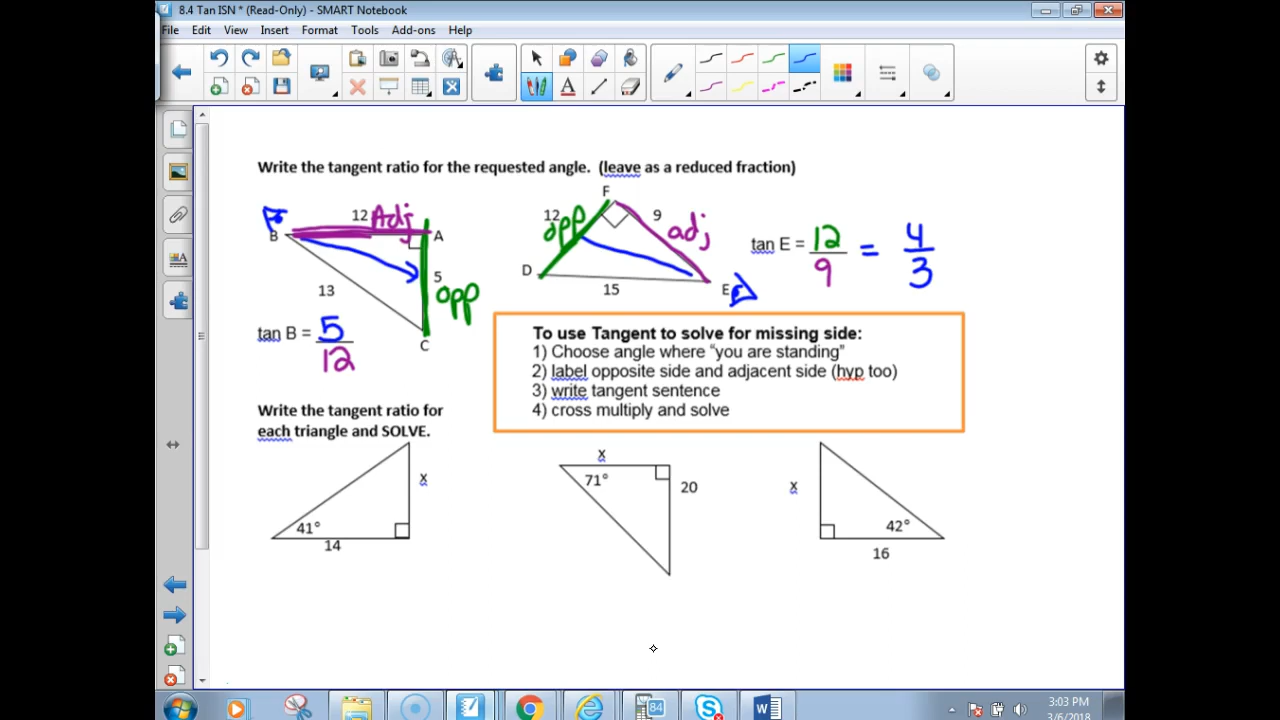 8.4 Tan ISN * (Read-Only) - SMART Notebook
File Edit View Insert Format Tools Add-ons Help
Write the tangent ratio for the requested angle. (leave as a reduced fraction)
B 12 Adj A
13
5
opp
C
tan B = 5
12
F
12 opp
9
adj
D
15
E
tan E = 12 = 4
9 3
To use Tangent to solve for missing side:
1) Choose angle where “you are standing”
2) label opposite side and adjacent side (hyp too)
3) write tangent sentence
4) cross multiply and solve
Write the tangent ratio for
each triangle and SOLVE.
x
41°
14
x
71°
20
x
42°
16
84
3:03 PM
3/6/2018